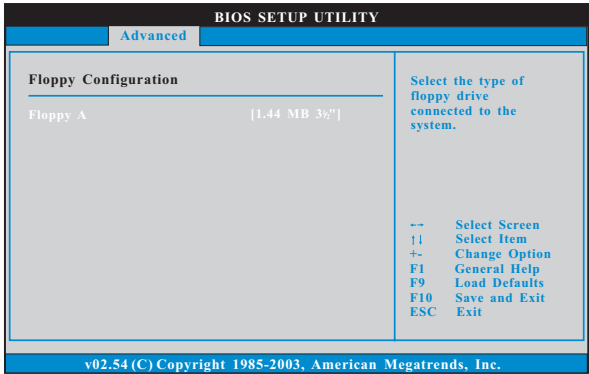 BIOS SETUP UTILITY
Advanced
Floppy Configuration
Floppy A [1.44 MB 3½"]
Select the type of
floppy drive
connected to the
system.
←→ Select Screen
↑↓ Select Item
+- Change Option
F1 General Help
F9 Load Defaults
F10 Save and Exit
ESC Exit
v02.54 (C) Copyright 1985-2003, American Megatrends, Inc.